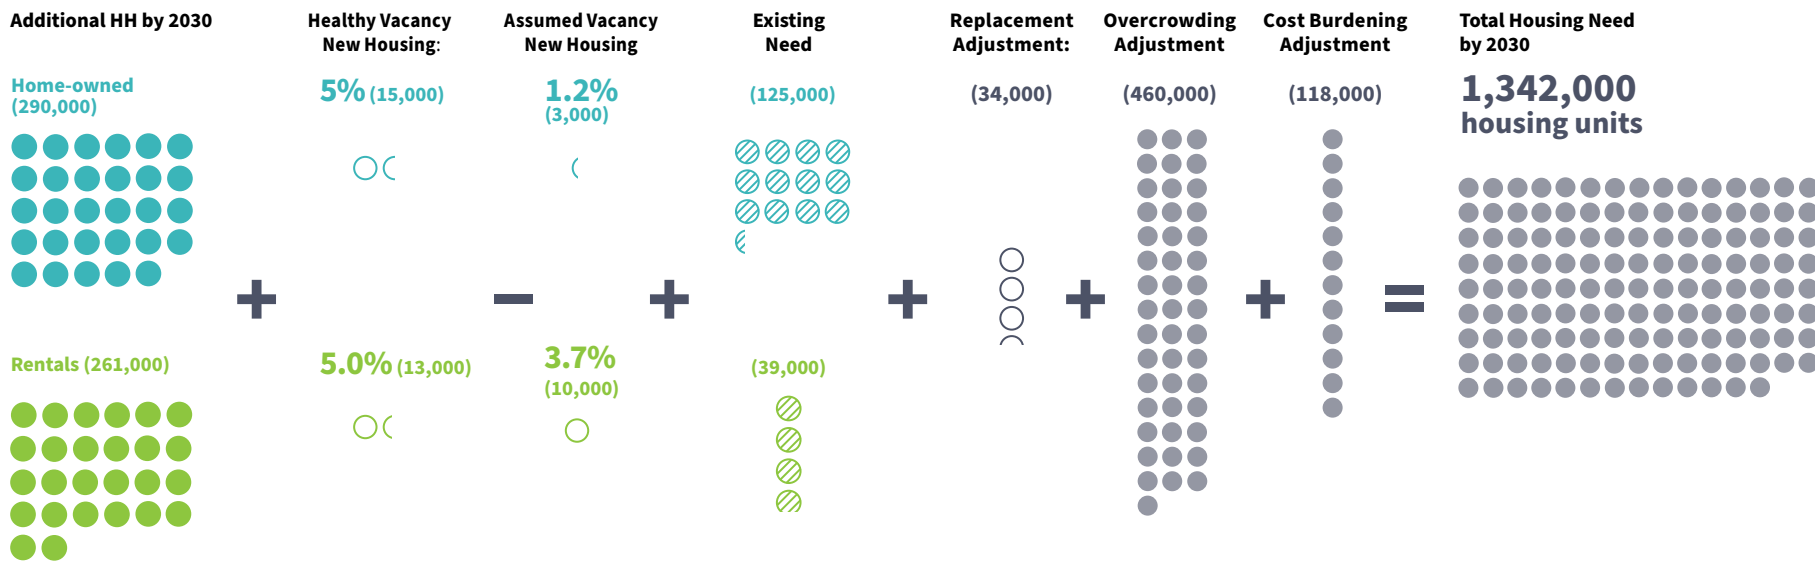 Additional HH by 2030
Home-owned
(290,000)
Rentals (261,000)
Healthy Vacancy
New Housing:
5% (15,000)
5.0% (13,000)
Assumed Vacancy
New Housing
1.2%
(3,000)
3.7%
(10,000)
Existing
Need
(125,000)
(39,000)
Replacement
Adjustment:
(34,000)
Overcrowding
Adjustment
(460,000)
Cost Burdening
Adjustment
(118,000)
Total Housing Need
by 2030
1,342,000
housing units